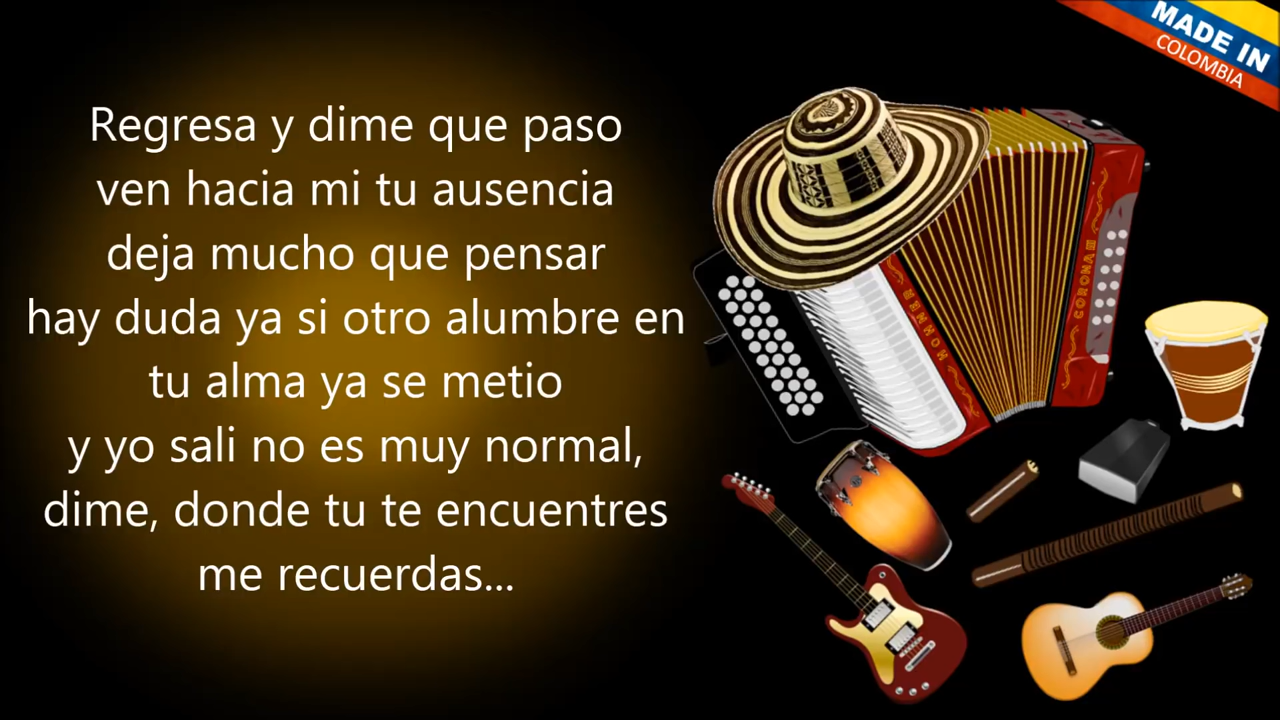 MADE IN
COLOMBIA
Regresa y dime que paso
ven hacia mi tu ausencia
deja mucho que pensar
hay duda ya si otro alumbre en
tu alma ya se metio
y yo sali no es muy normal,
dime, donde tu te encuentres
me recuerdas...
HOHNER
CORONA III